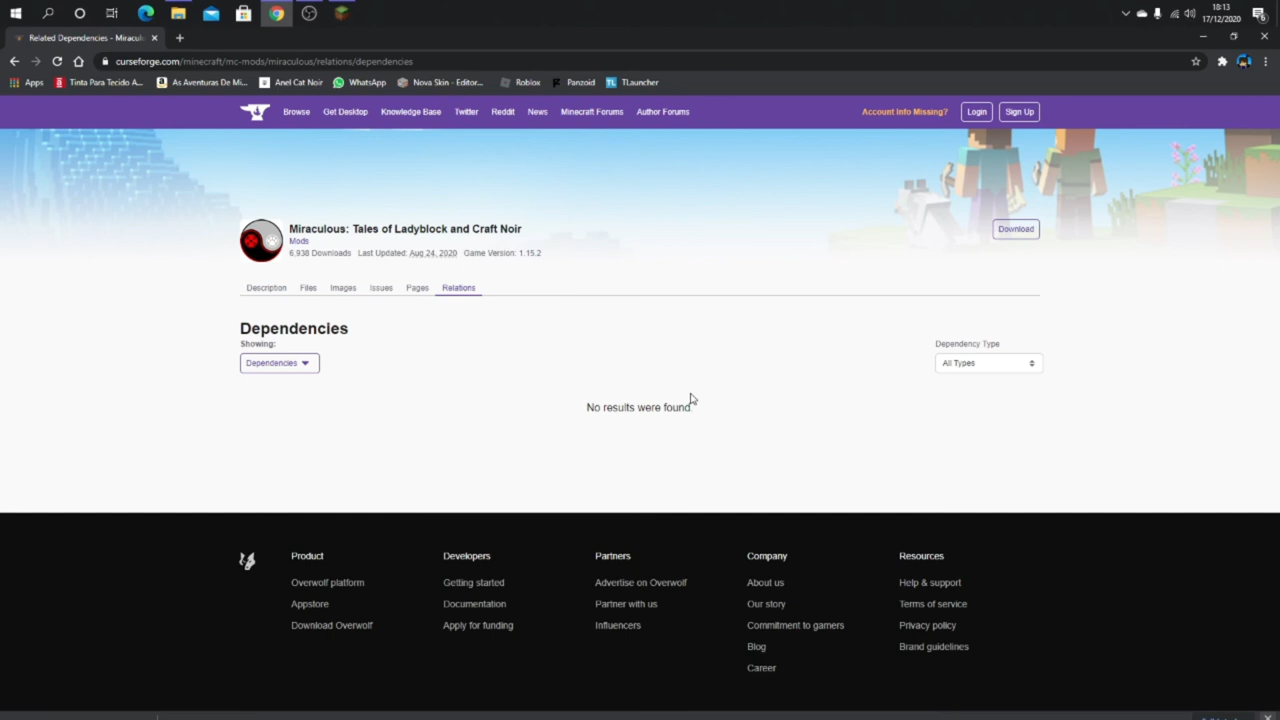 18:13
17/12/2020
6
Related Dependencies - Miracul
curseforge.com/minecraft/mc-mods/miraculous/relations/dependencies
Apps Tinta Para Tecido A... As Aventuras De Mi... Anel Cat Noir WhatsApp Nova Skin - Editor... Roblox Panzoid TL TLauncher
Browse Get Desktop Knowledge Base Twitter Reddit News Minecraft Forums Author Forums Account Info Missing? Login Sign Up
Miraculous: Tales of Ladyblock and Craft Noir
Download
Mods
6,938 Downloads Last Updated: Aug 24, 2020 Game Version: 1.15.2
Description Files Images Issues Pages Relations
Dependencies
Showing:
Dependency Type
Dependencies
All Types
No results were found.
Product Developers Partners Company Resources
Overwolf platform Getting started Advertise on Overwolf About us Help & support
Appstore Documentation Partner with us Our story Terms of service
Download Overwolf Apply for funding Influencers Commitment to gamers Privacy policy
Blog Brand guidelines
Career